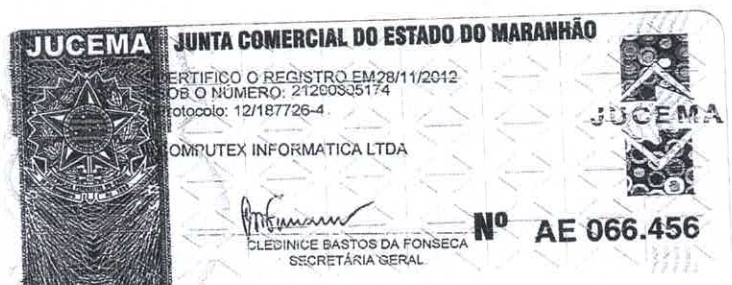 JUCEMA
JUNTA COMERCIAL DO ESTADO DO MARANHÃO
ERTIFICO O REGISTRO EM28/11/2012
OB O NÚMERO: 21200805174
rotocolo: 12/187726-4
JUCEMA
OMPUTEX INFORMATICA LTDA
Nº AE 066.456
CLEDINICE BASTOS DA FONSECA
SECRETÁRIA GERAL